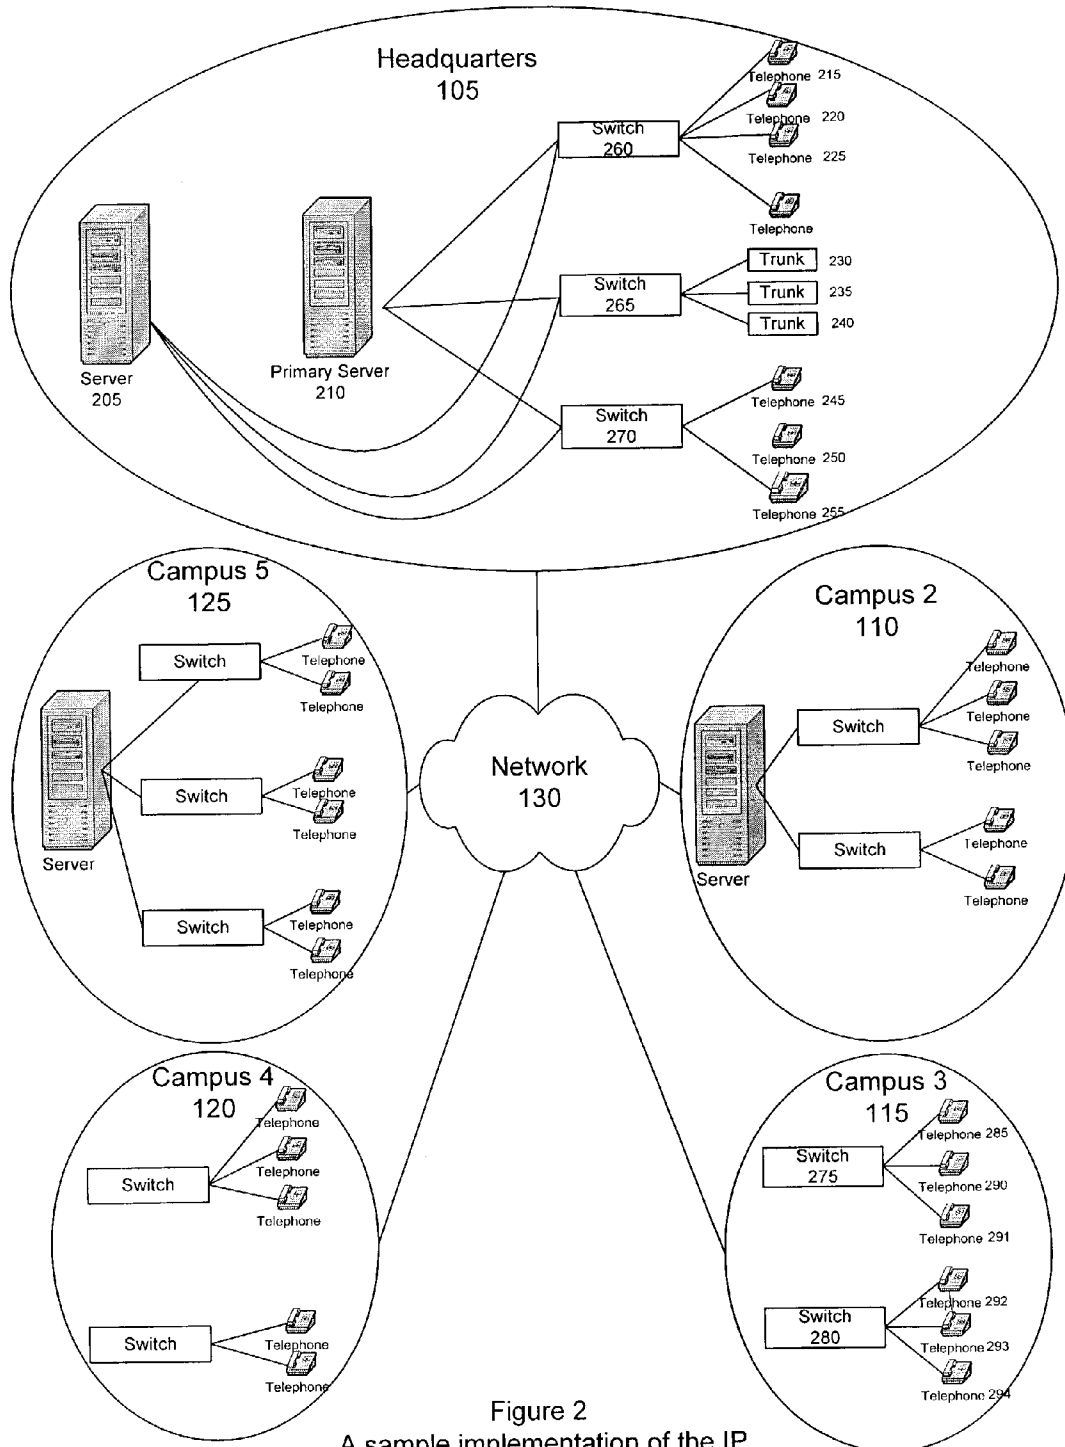 Headquarters
105
Telephone 215
Telephone 220
Telephone 225
Telephone
Switch
260
Trunk 230
Trunk 235
Trunk 240
Switch
265
Server
205
Primary Server
210
Telephone 245
Switch
270
Telephone 250
Telephone 255
Campus 5
125
Switch
Telephone
Telephone
Switch
Telephone
Telephone
Server
Switch
Telephone
Telephone
Network
130
Campus 2
110
Telephone
Telephone
Switch
Telephone
Switch
Telephone
Server
Telephone
Campus 4
120
Telephone
Telephone
Switch
Telephone
Switch
Telephone
Telephone
Campus 3
115
Telephone 285
Switch
275
Telephone 290
Telephone 291
Telephone 292
Switch
280
Telephone 293
Telephone 294
Figure 2
A sample implementation of the IP